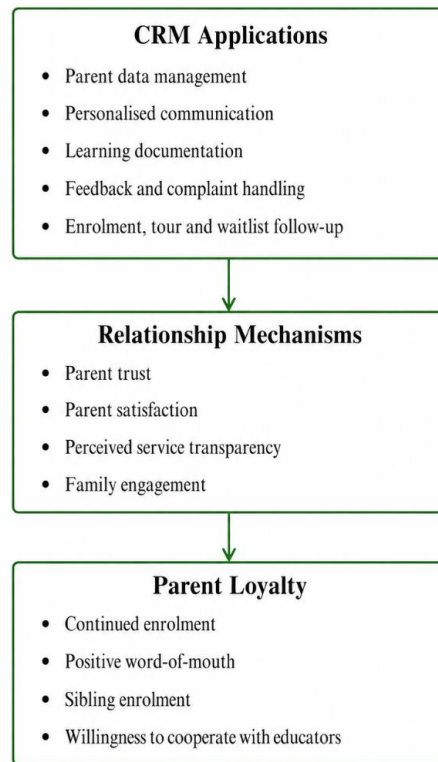 CRM Applications
• Parent data management
• Personalised communication
• Learning documentation
• Feedback and complaint handling
• Enrolment, tour and waitlist follow-up
Relationship Mechanisms
• Parent trust
• Parent satisfaction
• Perceived service transparency
• Family engagement
Parent Loyalty
• Continued enrolment
• Positive word-of-mouth
• Sibling enrolment
• Willingness to cooperate with educators